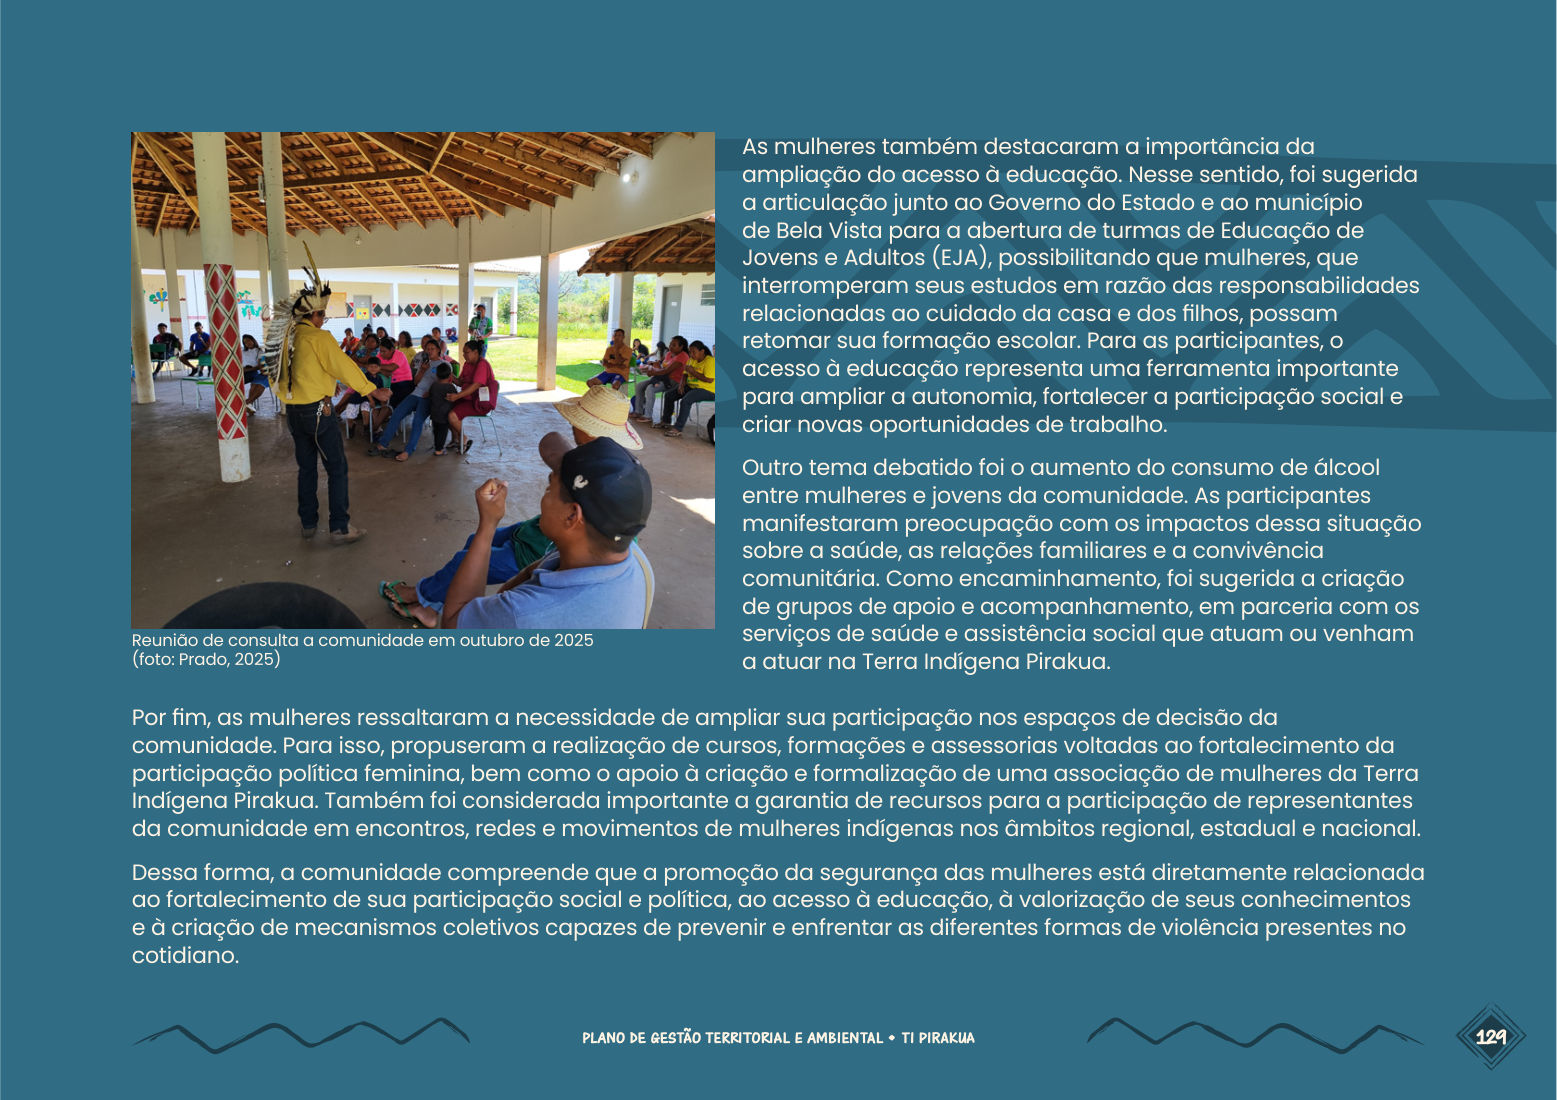 As mulheres também destacaram a importância da
ampliação do acesso à educação. Nesse sentido, foi sugerida
a articulação junto ao Governo do Estado e ao município
de Bela Vista para a abertura de turmas de Educação de
Jovens e Adultos (EJA), possibilitando que mulheres, que
interromperam seus estudos em razão das responsabilidades
relacionadas ao cuidado da casa e dos filhos, possam
retomar sua formação escolar. Para as participantes, o
acesso à educação representa uma ferramenta importante
para ampliar a autonomia, fortalecer a participação social e
criar novas oportunidades de trabalho.
Outro tema debatido foi o aumento do consumo de álcool
entre mulheres e jovens da comunidade. As participantes
manifestaram preocupação com os impactos dessa situação
sobre a saúde, as relações familiares e a convivência
comunitária. Como encaminhamento, foi sugerida a criação
de grupos de apoio e acompanhamento, em parceria com os
serviços de saúde e assistência social que atuam ou venham
a atuar na Terra Indígena Pirakua.
Reunião de consulta a comunidade em outubro de 2025
(foto: Prado, 2025)
Por fim, as mulheres ressaltaram a necessidade de ampliar sua participação nos espaços de decisão da
comunidade. Para isso, propuseram a realização de cursos, formações e assessorias voltadas ao fortalecimento da
participação política feminina, bem como o apoio à criação e formalização de uma associação de mulheres da Terra
Indígena Pirakua. Também foi considerada importante a garantia de recursos para a participação de representantes
da comunidade em encontros, redes e movimentos de mulheres indígenas nos âmbitos regional, estadual e nacional.
Dessa forma, a comunidade compreende que a promoção da segurança das mulheres está diretamente relacionada
ao fortalecimento de sua participação social e política, ao acesso à educação, à valorização de seus conhecimentos
e à criação de mecanismos coletivos capazes de prevenir e enfrentar as diferentes formas de violência presentes no
cotidiano.
PLANO DE GESTÃO TERRITORIAL E AMBIENTAL • TI PIRAKUA
129